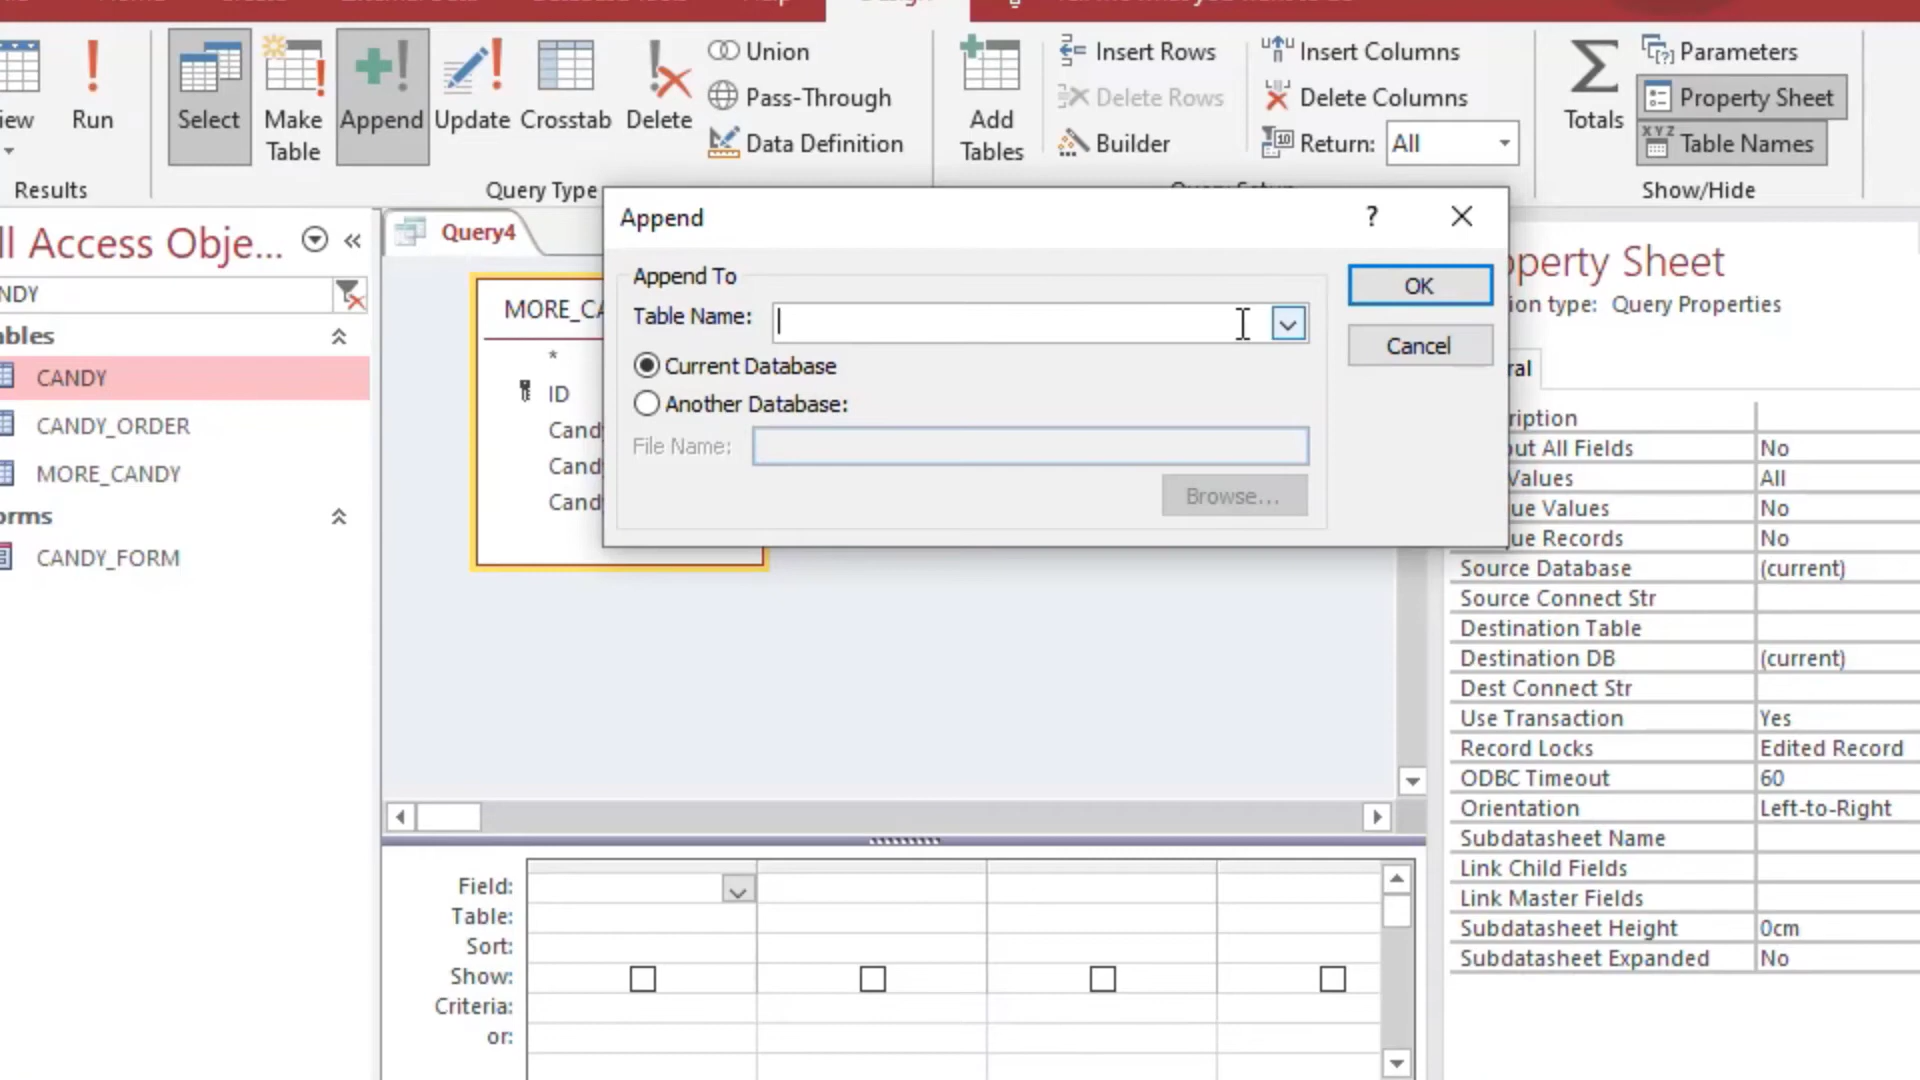 Design
Run
Select
Make
Table
Append
Update
Crosstab
Delete
Union
Pass-Through
Data Definition
Add
Tables
Insert Rows
Delete Rows
Builder
Insert Columns
Delete Columns
Return:
All
Totals
Parameters
Property Sheet
Table Names
Results
Query Type
Query Setup
Show/Hide
ll Access Obje...
NDY
CANDY
CANDY_ORDER
MORE_CANDY
CANDY_FORM
Query4
MORE_CA
*
ID
Cand
Cand
Cand
Append
?
Append To
Table Name:
Current Database
Another Database:
File Name:
Browse...
OK
Cancel
perty Sheet
ion type: Query Properties
ral
ription
out All Fields No
Values All
ue Values No
ue Records No
Source Database (current)
Source Connect Str
Destination Table
Destination DB (current)
Dest Connect Str
Use Transaction Yes
Record Locks Edited Record
ODBC Timeout 60
Orientation Left-to-Right
Subdatasheet Name
Link Child Fields
Link Master Fields
Subdatasheet Height 0cm
Subdatasheet Expanded No
Field:
Table:
Sort:
Show:
Criteria:
or: